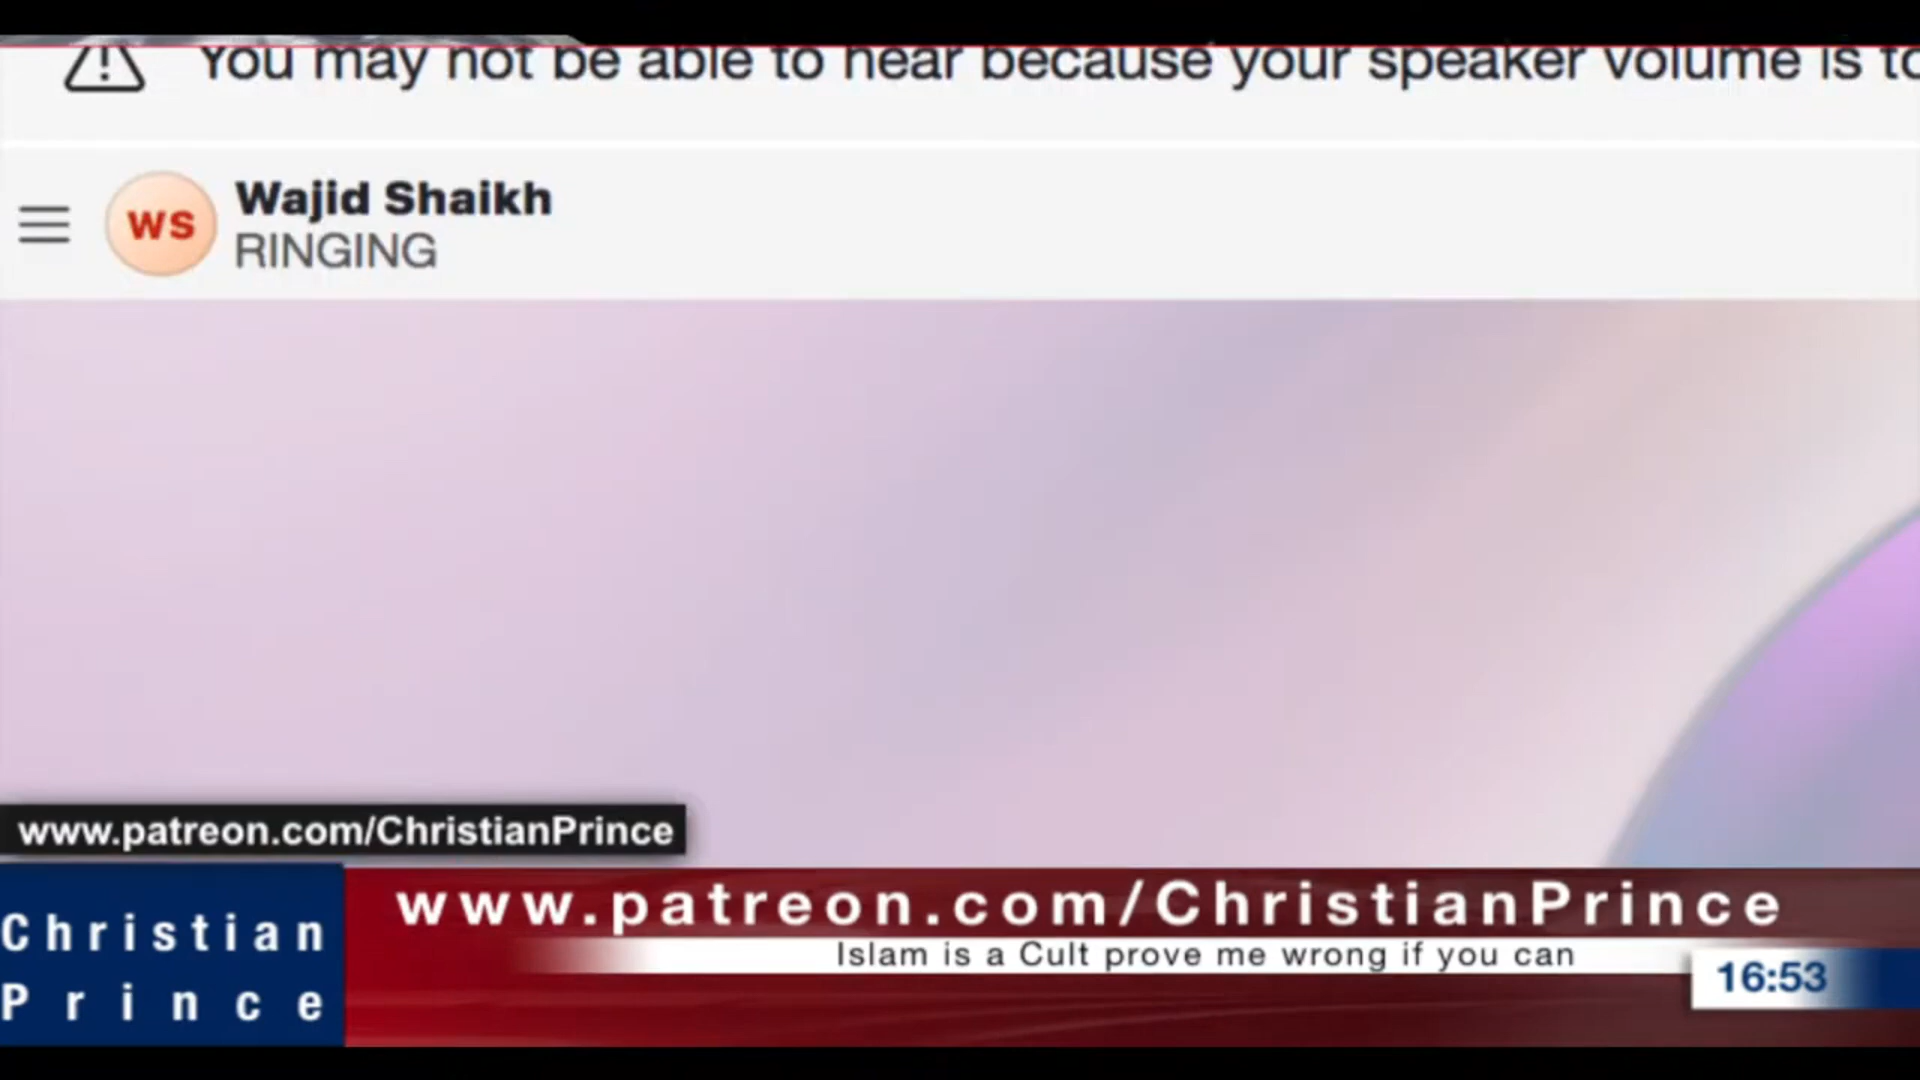 You may not be able to hear because your speaker volume is
WS
Wajid Shaikh
RINGING
www.patreon.com/ChristianPrince
Christian
Prince
www.patreon.com/ChristianPrince
Islam is a Cult prove me wrong if you can
16:53